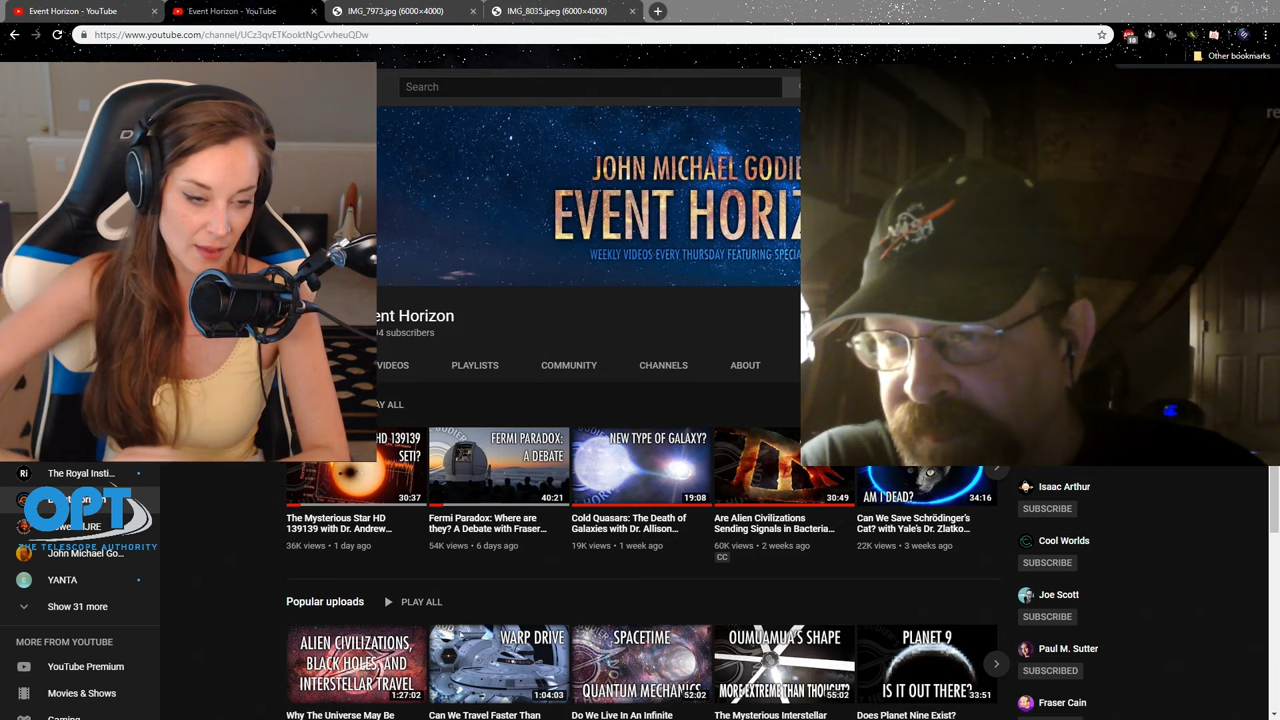 Event Horizon - YouTube
Event Horizon - YouTube
IMG_7973.jpg (6000×4000)
IMG_8035.jpeg (6000×4000)
https://www.youtube.com/channel/UCz3qvETKooktNgCvvheuQDw
10
Other bookmarks
Search
re
JOHN MICHAEL GODIE
EVENT HORIZ
WEEKLY VIDEOS EVERY THURSDAY FEATURING SPECIA
NASA
ent Horizon
94 subscribers
VIDEOS
PLAYLISTS
COMMUNITY
CHANNELS
ABOUT
AY ALL
HD 139139
SETI?
30:37
FERMI PARADOX:
A DEBATE
40:21
NEW TYPE OF GALAXY?
19:08
30:49
AM I DEAD?
34:16
The Mysterious Star HD
139139 with Dr. Andrew...
36K views • 1 day ago
Fermi Paradox: Where are
they? A Debate with Fraser...
54K views • 6 days ago
Cold Quasars: The Death of
Galaxies with Dr. Allison...
19K views • 1 week ago
Are Alien Civilizations
Sending Signals in Bacteria...
60K views • 2 weeks ago
CC
Can We Save Schrödinger's
Cat? with Yale's Dr. Zlatko...
22K views • 3 weeks ago
Ri
The Royal Insti...
OPT
THE TELESCOPE AUTHORITY
John Michael Go...
YANTA
Show 31 more
MORE FROM YOUTUBE
YouTube Premium
Movies & Shows
Gaming
Popular uploads
PLAY ALL
ALIEN CIVILIZATIONS,
BLACK HOLES, AND
INTERSTELLAR TRAVEL
1:27:02
WARP DRIVE
1:04:03
SPACETIME
QUANTUM MECHANICS
52:02
OUMUAMUA'S SHAPE
MORE EXTREME THAN THOUGHT?
55:02
PLANET 9
IS IT OUT THERE?
33:51
Why The Universe May Be
Can We Travel Faster Than
Do We Live In An Infinite
The Mysterious Interstellar
Does Planet Nine Exist?
Isaac Arthur
SUBSCRIBE
Cool Worlds
SUBSCRIBE
Joe Scott
SUBSCRIBE
Paul M. Sutter
SUBSCRIBED
Fraser Cain